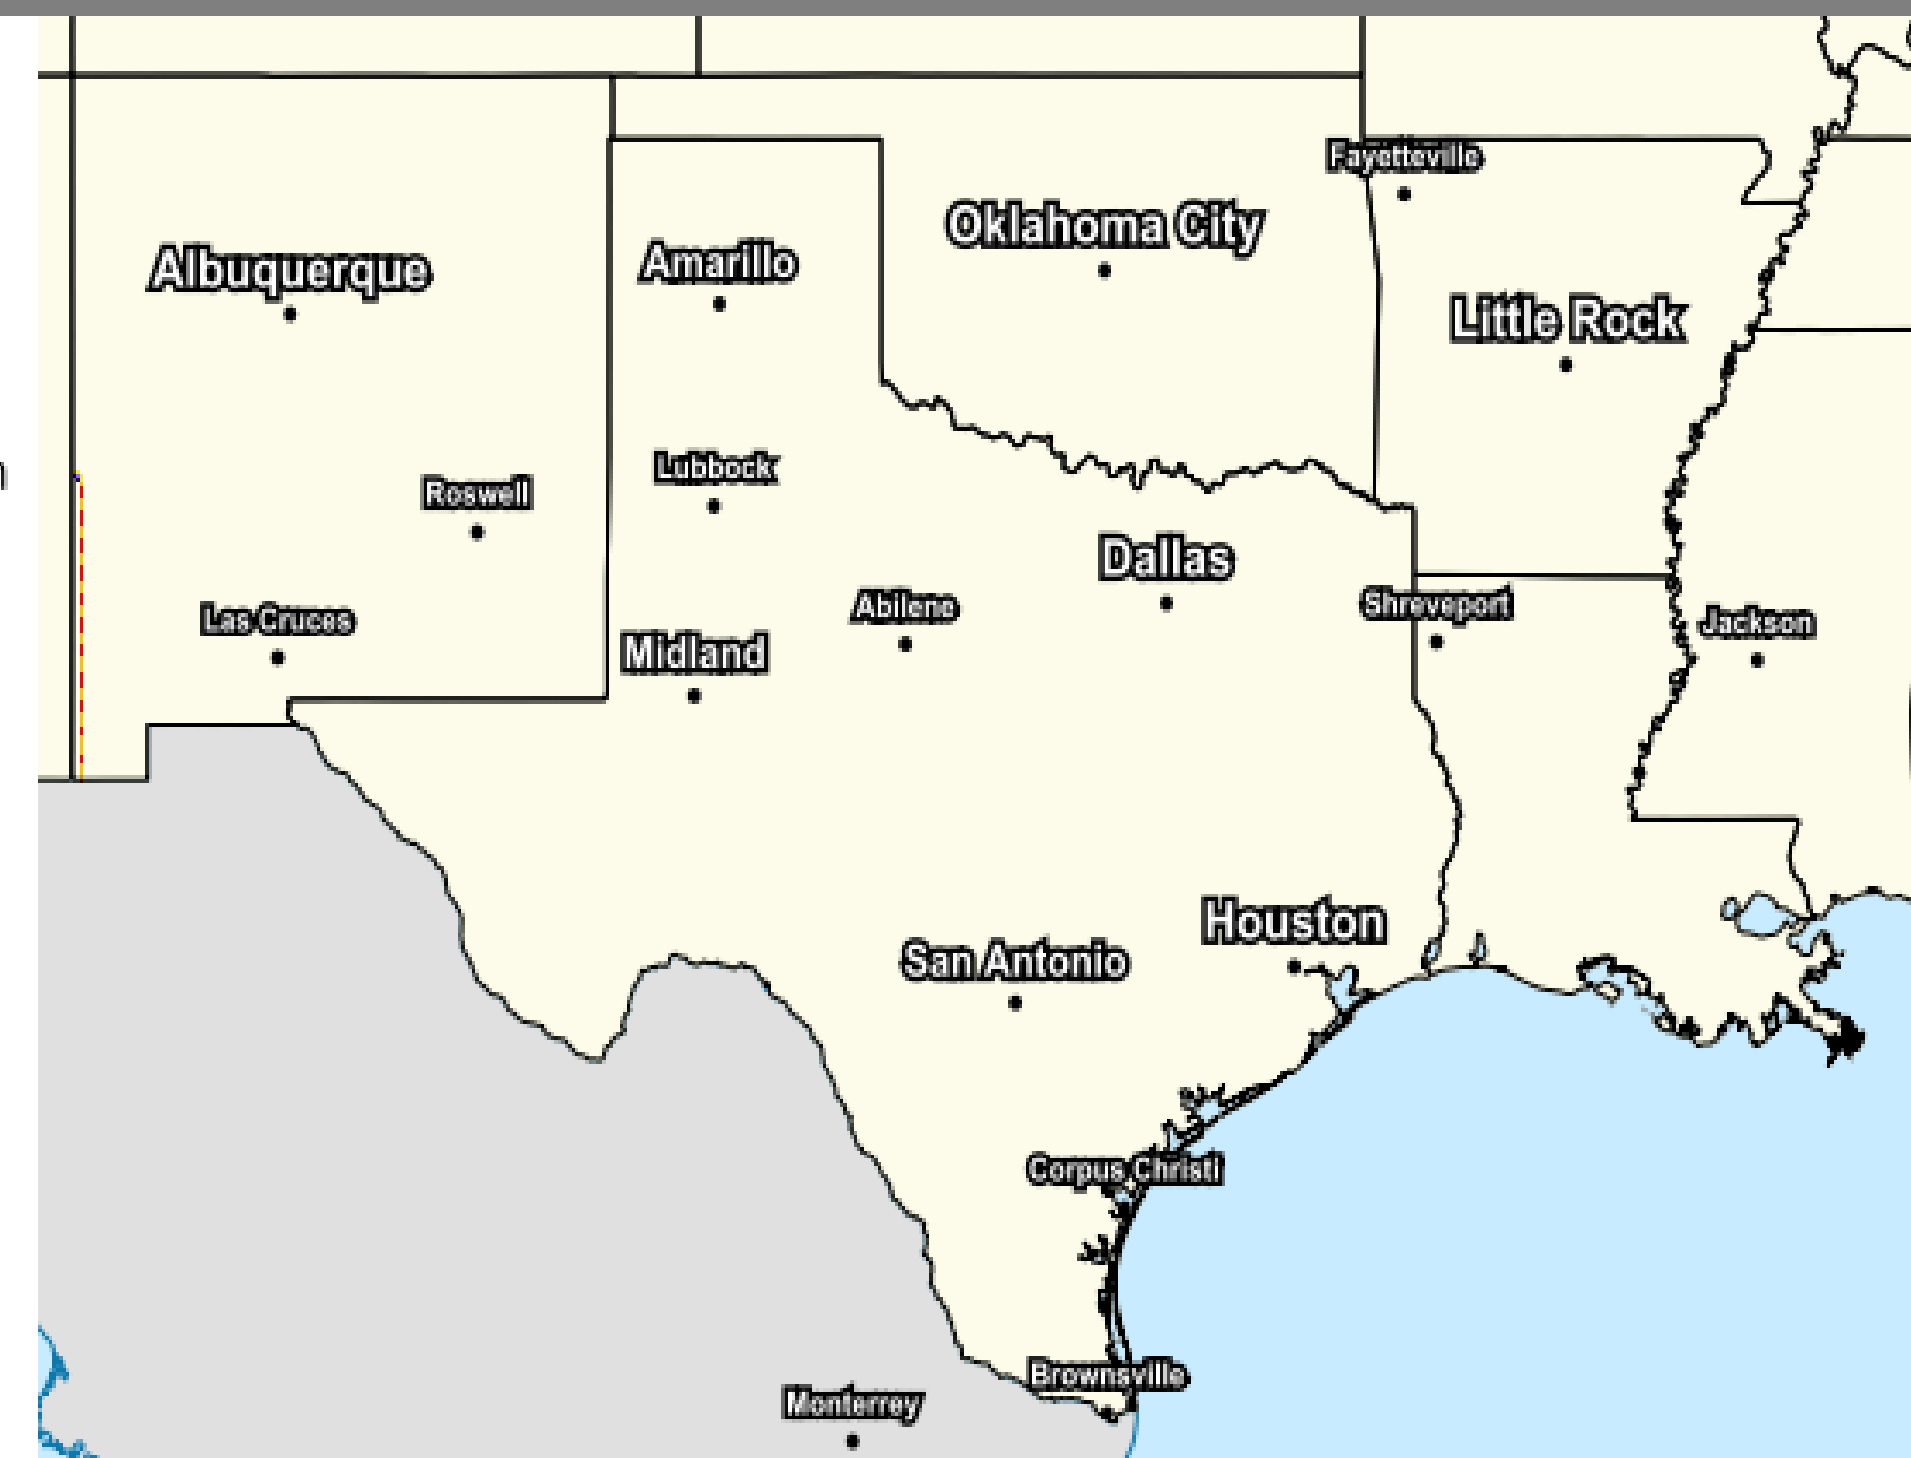 Fayetteville
Oklahoma City
Albuquerque
Amarillo
Little Rock
Lubbock
Roswell
Dallas
Abilene
Shreveport
Las Cruces
Jackson
Midland
Houston
San Antonio
Corpus Christi
Brownsville
Monterrey